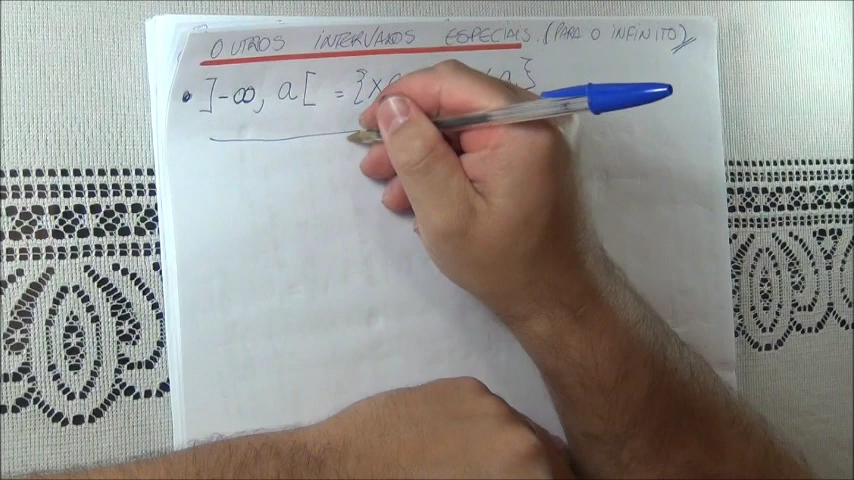 OUTROS INTERVALOS ESPECIAIS. (PARA O INFINITO)
• ]-∞, a[ = {x a}